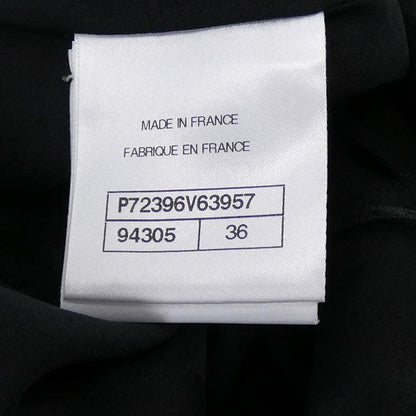 MADE IN FRANCE
FABRIQUE EN FRANCE
P72396V63957
94305 36